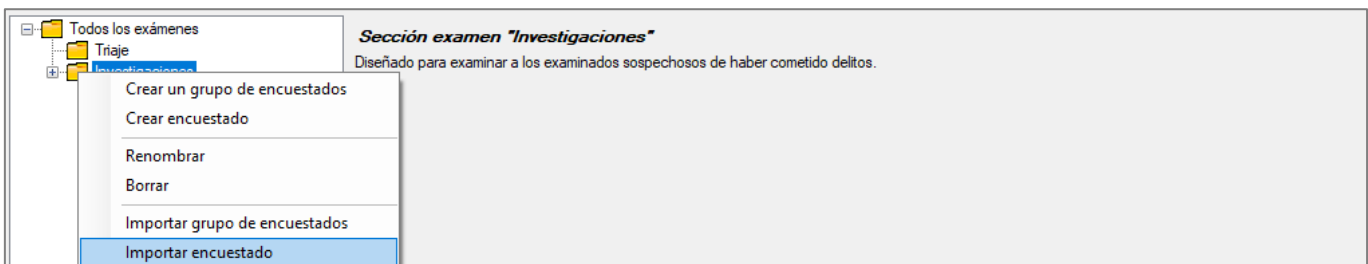 Todos los exámenes
Triaje
Investigaciones
Sección examen "Investigaciones"
Diseñado para examinar a los examinados sospechosos de haber cometido delitos.
Crear un grupo de encuestados
Crear encuestado
Renombrar
Borrar
Importar grupo de encuestados
Importar encuestado